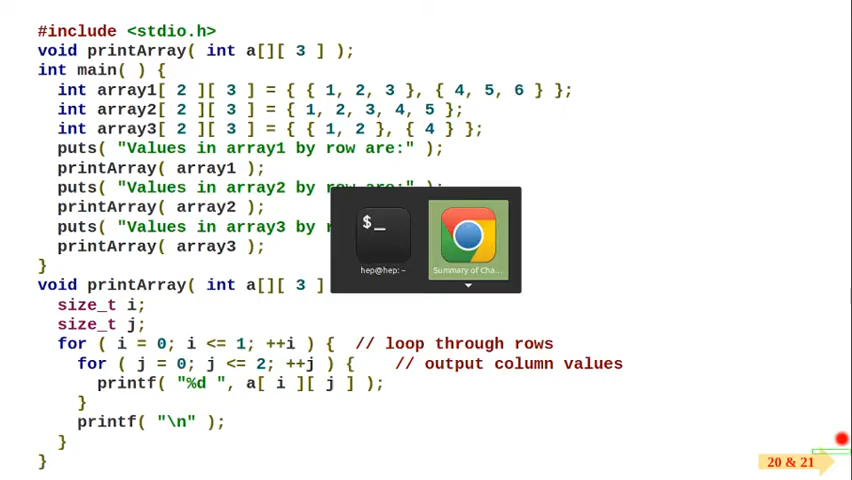 #include <stdio.h>
void printArray( int a[][ 3 ] );
int main( ) {
int array1[ 2 ][ 3 ] = { { 1, 2, 3 }, { 4, 5, 6 } };
int array2[ 2 ][ 3 ] = { 1, 2, 3, 4, 5 };
int array3[ 2 ][ 3 ] = { { 1, 2 }, { 4 } };
puts( "Values in array1 by row are:" );
printArray( array1 );
puts( "Values in array2 by row are:" );
printArray( array2 );
puts( "Values in array3 by
printArray( array3 );
}
void printArray( int a[][ 3 ]
size_t i;
size_t j;
for ( i = 0; i <= 1; ++i ) { // loop through rows
for ( j = 0; j <= 2; ++j ) { // output column values
printf( "%d ", a[ i ][ j ] );
}
printf( "\n" );
}
}
$_
hep@hep: ~
Summary of Cha...
20 & 21